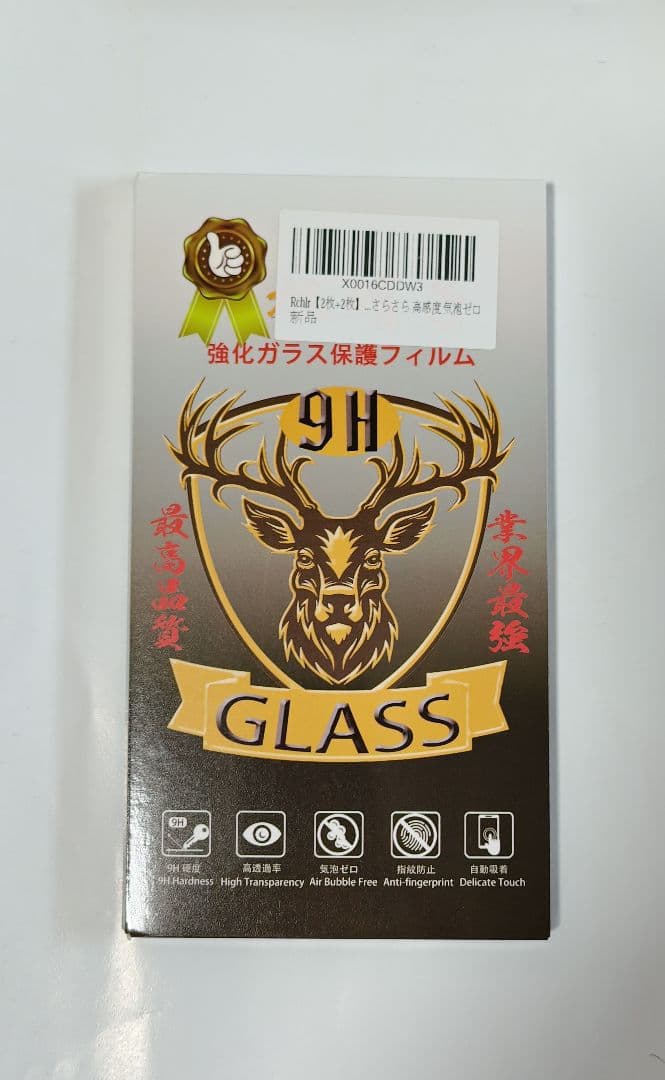 X0016CDDW3
Rchlr【2枚+2枚】...さらさら 高感度 気泡ゼロ
新品
強化ガラス保護フィルム
9H
最高品質
業界最強
GLASS
9H
9H 硬度
9H Hardness
高透過率
High Transparency
気泡ゼロ
Air Bubble Free
指紋防止
Anti-fingerprint
自動吸着
Delicate Touch